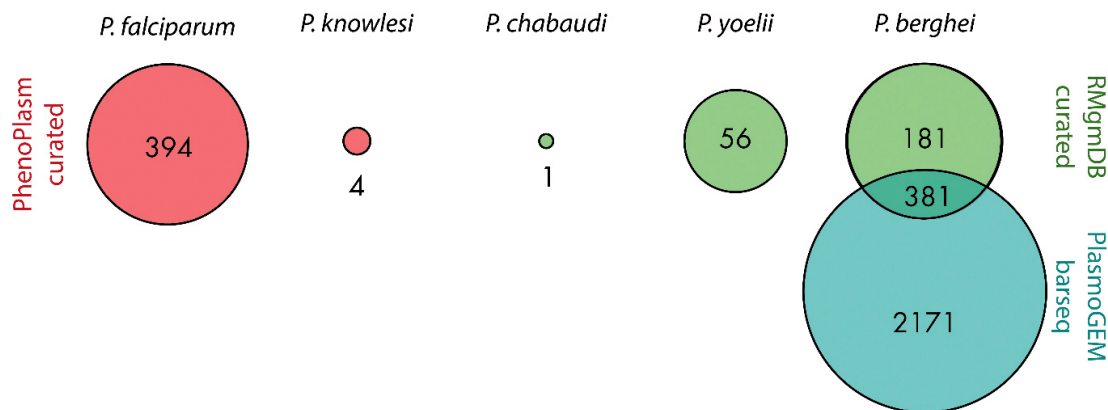 P. falciparum
P. knowlesi
P. chabaudi
P. yoelii
P. berghei
PhenoPlasm
curated
394
4
1
56
181
381
2171
RMgmDB
curated
PlasmoGEM
barseq